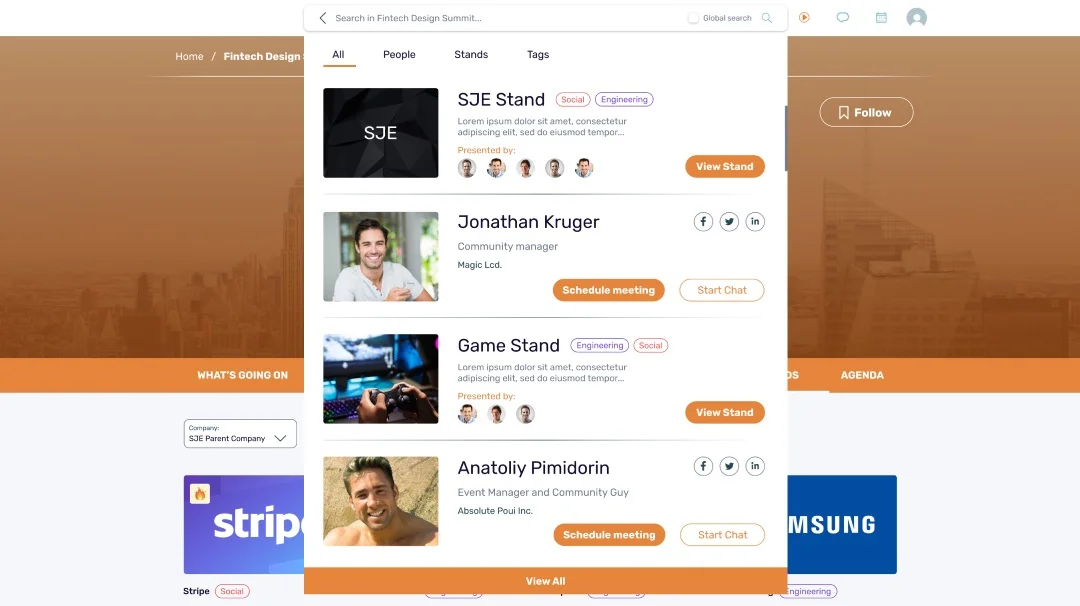 Search in Fintech Design Summit...
Global search
Home / Fintech Design
All
People
Stands
Tags
Follow
SJE
SJE Stand
Social
Engineering
Lorem ipsum dolor sit amet, consectetur
adipiscing elit, sed do eiusmod tempor...
Presented by:
View Stand
Jonathan Kruger
Community manager
Magic Lcd.
Schedule meeting
Start Chat
Game Stand
Engineering
Social
Lorem ipsum dolor sit amet, consectetur
adipiscing elit, sed do eiusmod tempor...
Presented by:
View Stand
WHAT'S GOING ON
DS
AGENDA
Company:
SJE Parent Company
Anatoliy Pimidorin
Event Manager and Community Guy
Absolute Poui Inc.
Schedule meeting
Start Chat
stripe
MSUNG
View All
Stripe
Social
Engineering